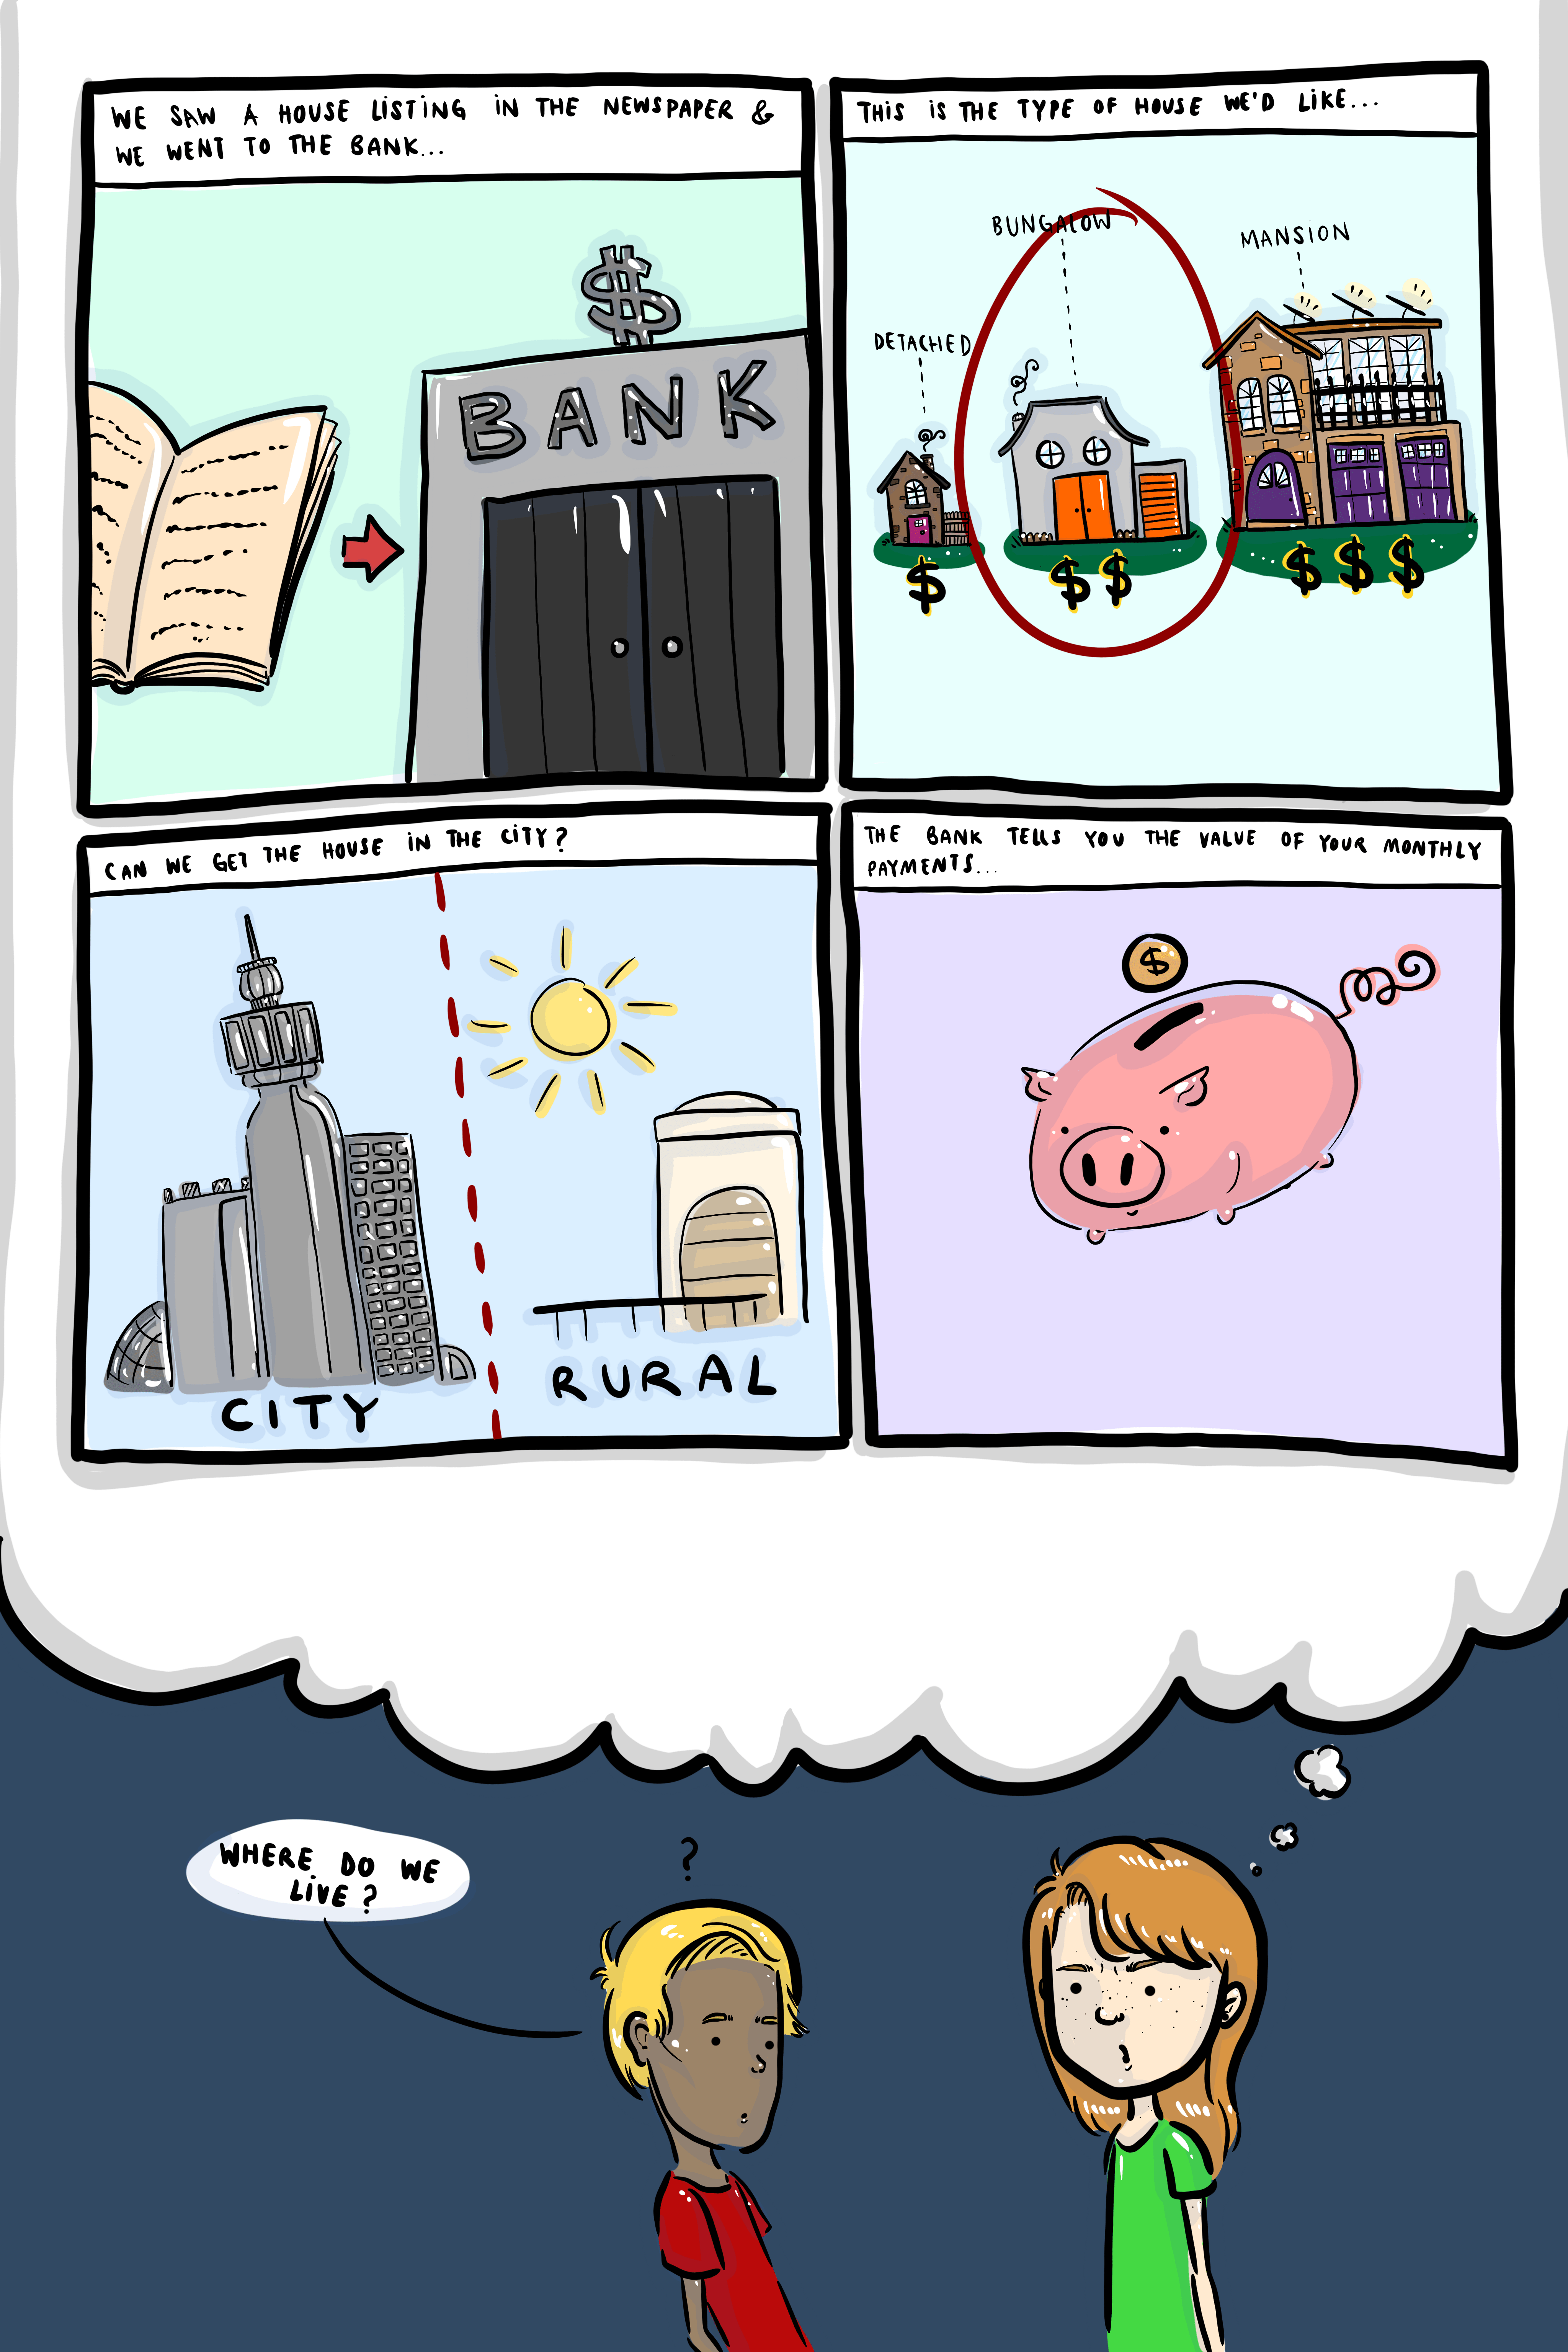 WE SAW A HOUSE LISTING IN THE NEWSPAPER &
WE WENT TO THE BANK...
$
BANK
THIS IS THE TYPE OF HOUSE WE'D LIKE...
DETACHED
BUNGALOW
MANSION
$
$ $
$ $ $
CAN WE GET THE HOUSE IN THE CITY?
CITY
RURAL
THE BANK TELLS YOU THE VALUE OF YOUR MONTHLY
PAYMENTS...
$
WHERE DO WE
LIVE?
?